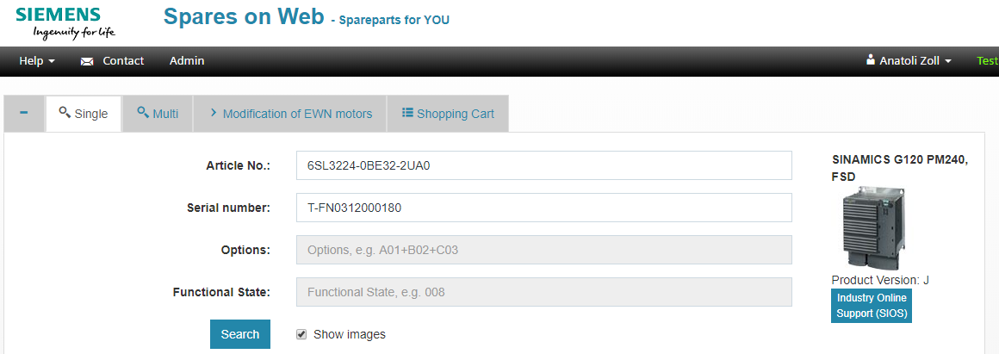 SIEMENS
Ingenuity for life
Spares on Web - Spareparts for YOU
Help Contact Admin Anatoli Zoll Test
Single Multi Modification of EWN motors Shopping Cart
Article No.: 6SL3224-0BE32-2UA0
SINAMICS G120 PM240,
FSD
Serial number: T-FN0312000180
Options: Options, e.g. A01+B02+C03
Functional State: Functional State, e.g. 008
Product Version: J
Industry Online
Support (SIOS)
Search Show images